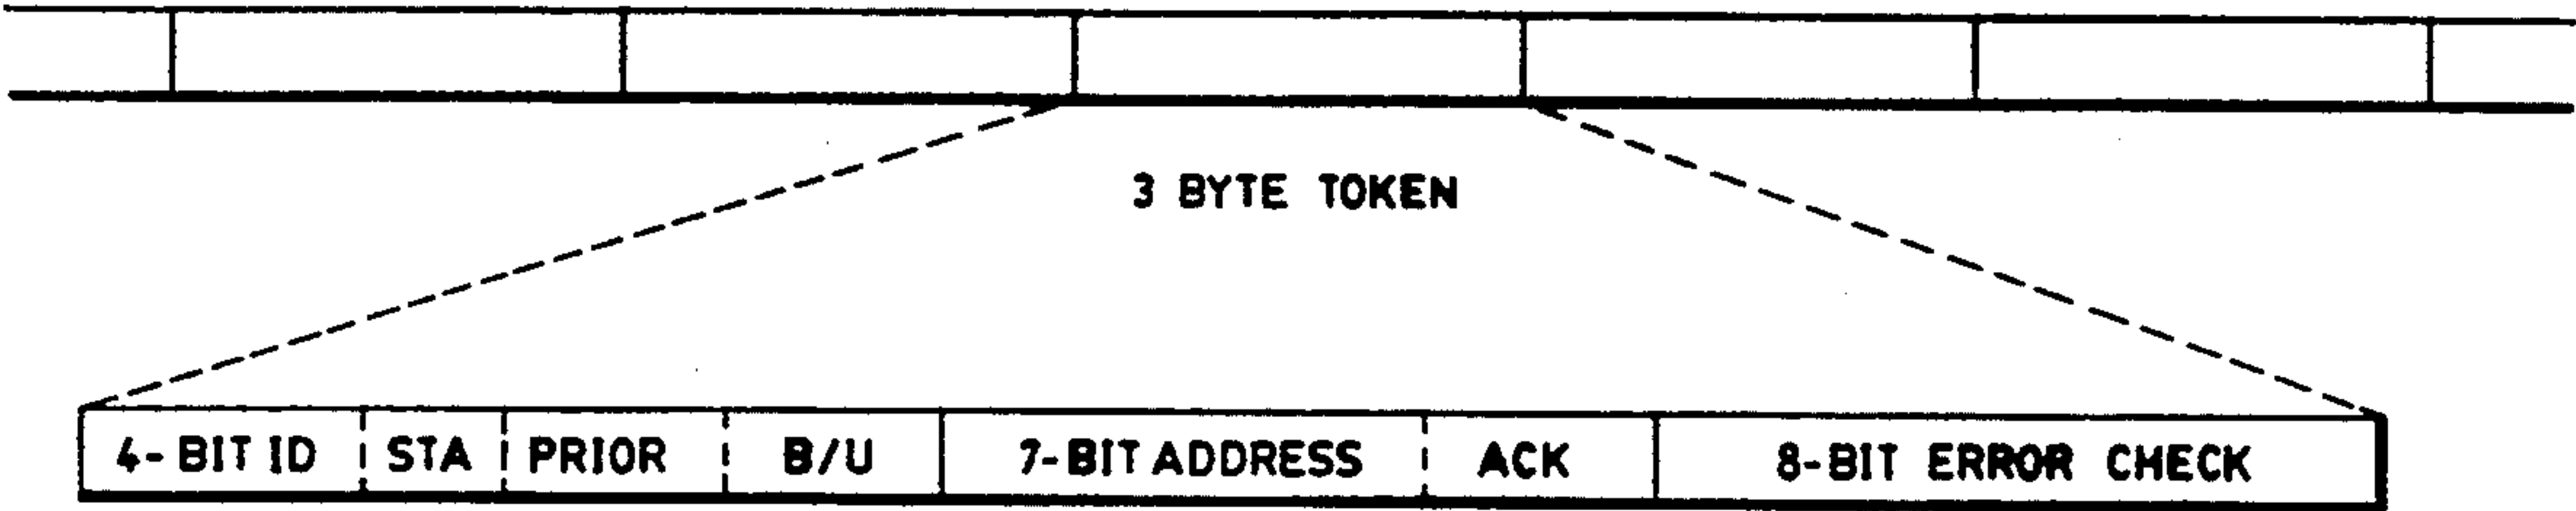 3 BYTE TOKEN
4-BIT ID STA PRIOR B/U 7-BIT ADDRESS ACK 8-BIT ERROR CHECK